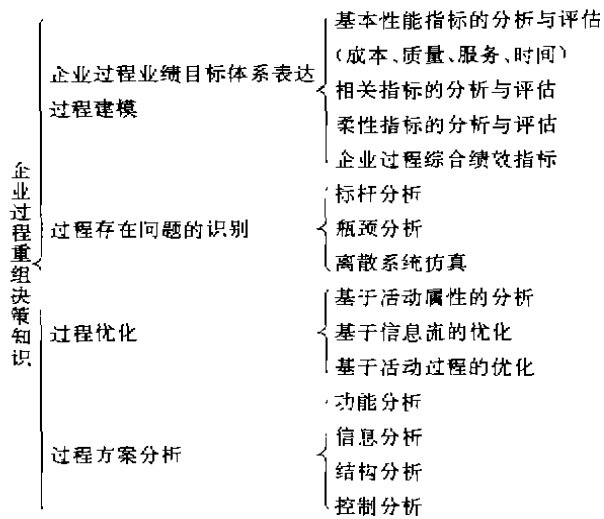 企业过程重组决策知识
企业过程业绩目标体系表达
过程建模
基本性能指标的分析与评估
(成本、质量、服务、时间)
相关指标的分析与评估
柔性指标的分析与评估
企业过程综合绩效指标
过程存在问题的识别
标杆分析
瓶颈分析
离散系统仿真
过程优化
基于活动属性的分析
基于信息流的优化
基于活动过程的优化
过程方案分析
功能分析
信息分析
结构分析
控制分析